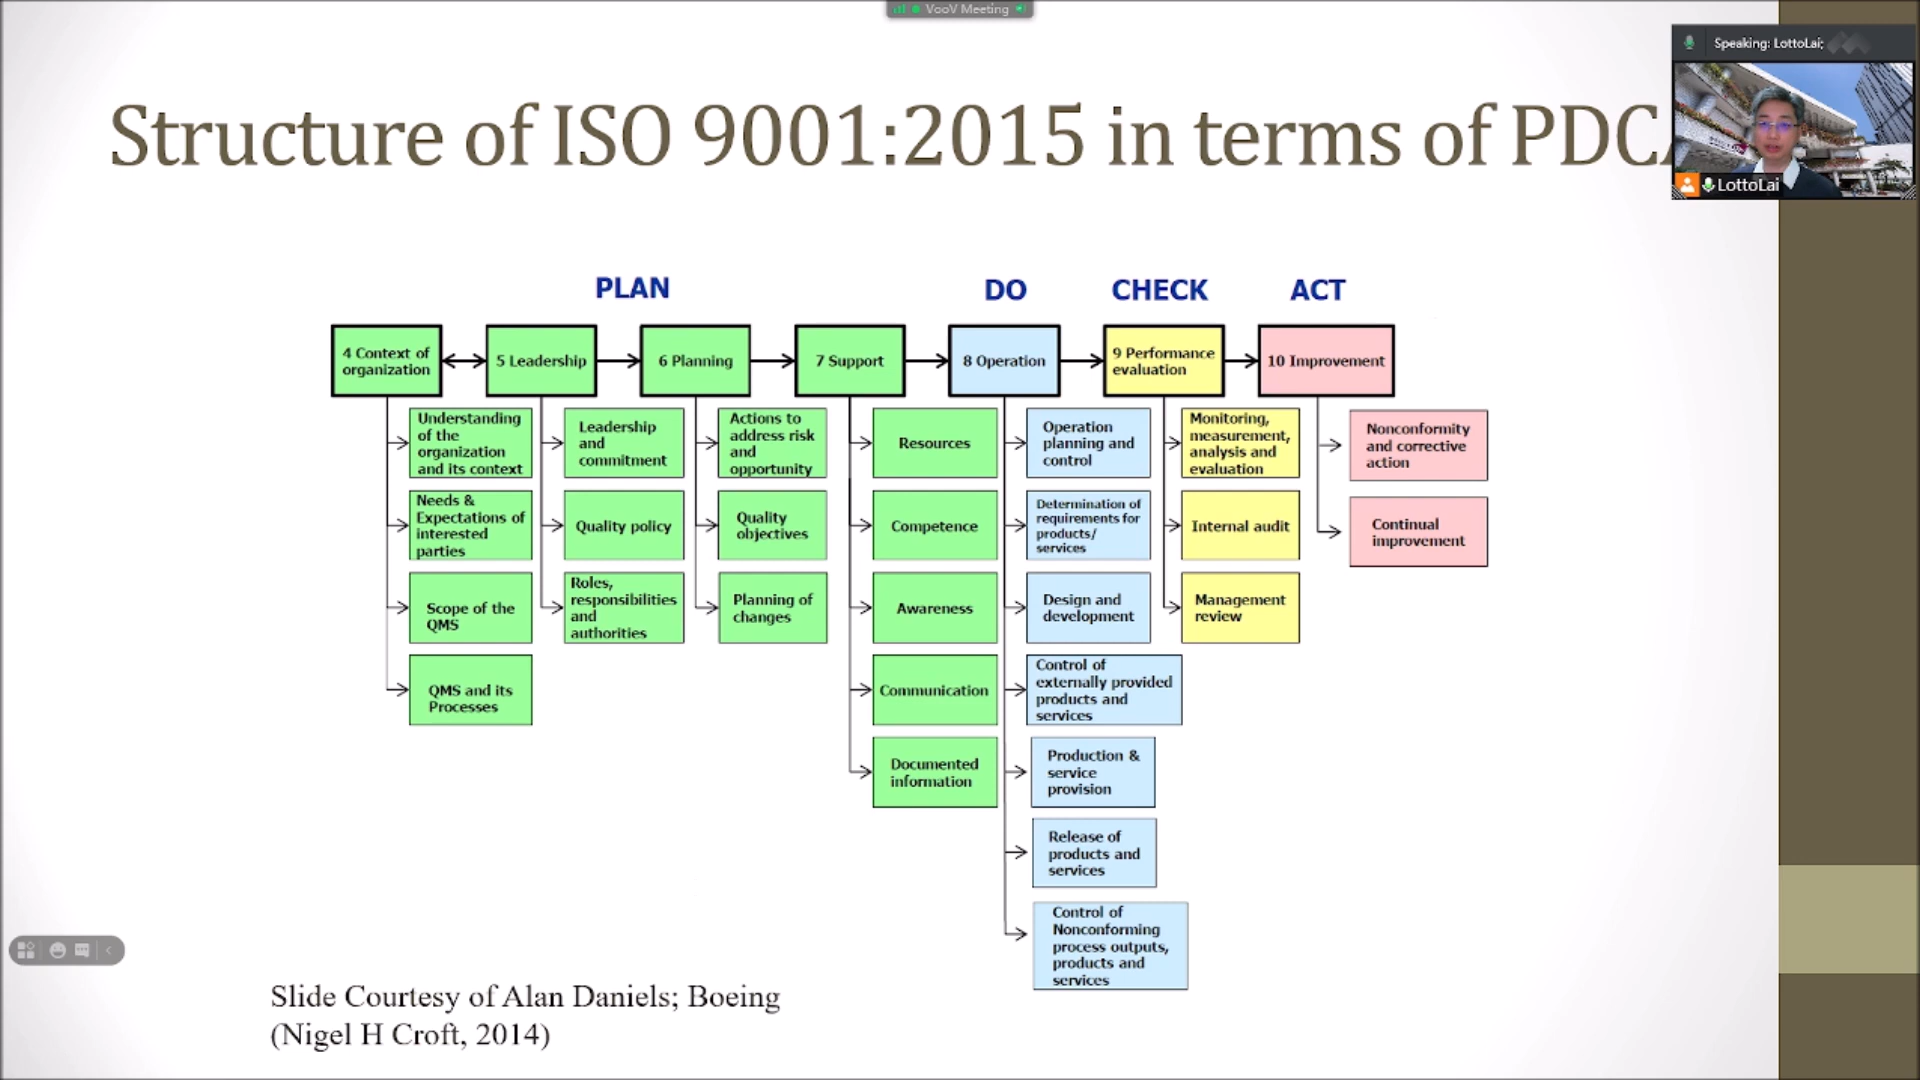 VooV Meeting
Speaking: LottoLai;
LottoLai
Structure of ISO 9001:2015 in terms of PDC
PLAN
DO
CHECK
ACT
4 Context of
organization
5 Leadership
6 Planning
7 Support
8 Operation
9 Performance
evaluation
10 Improvement
Understanding
of the
organization
and its context
Needs &
Expectations of
interested
parties
Scope of the
QMS
QMS and its
Processes
Leadership
and
commitment
Quality policy
Roles,
responsibilities
and
authorities
Actions to
address risk
and
opportunity
Quality
objectives
Planning of
changes
Resources
Competence
Awareness
Communication
Documented
information
Operation
planning and
control
Determination of
requirements for
products/
services
Design and
development
Control of
externally provided
products and
services
Production &
service
provision
Release of
products and
services
Control of
Nonconforming
process outputs,
products and
services
Monitoring,
measurement,
analysis and
evaluation
Internal audit
Management
review
Nonconformity
and corrective
action
Continual
improvement
Slide Courtesy of Alan Daniels; Boeing
(Nigel H Croft, 2014)